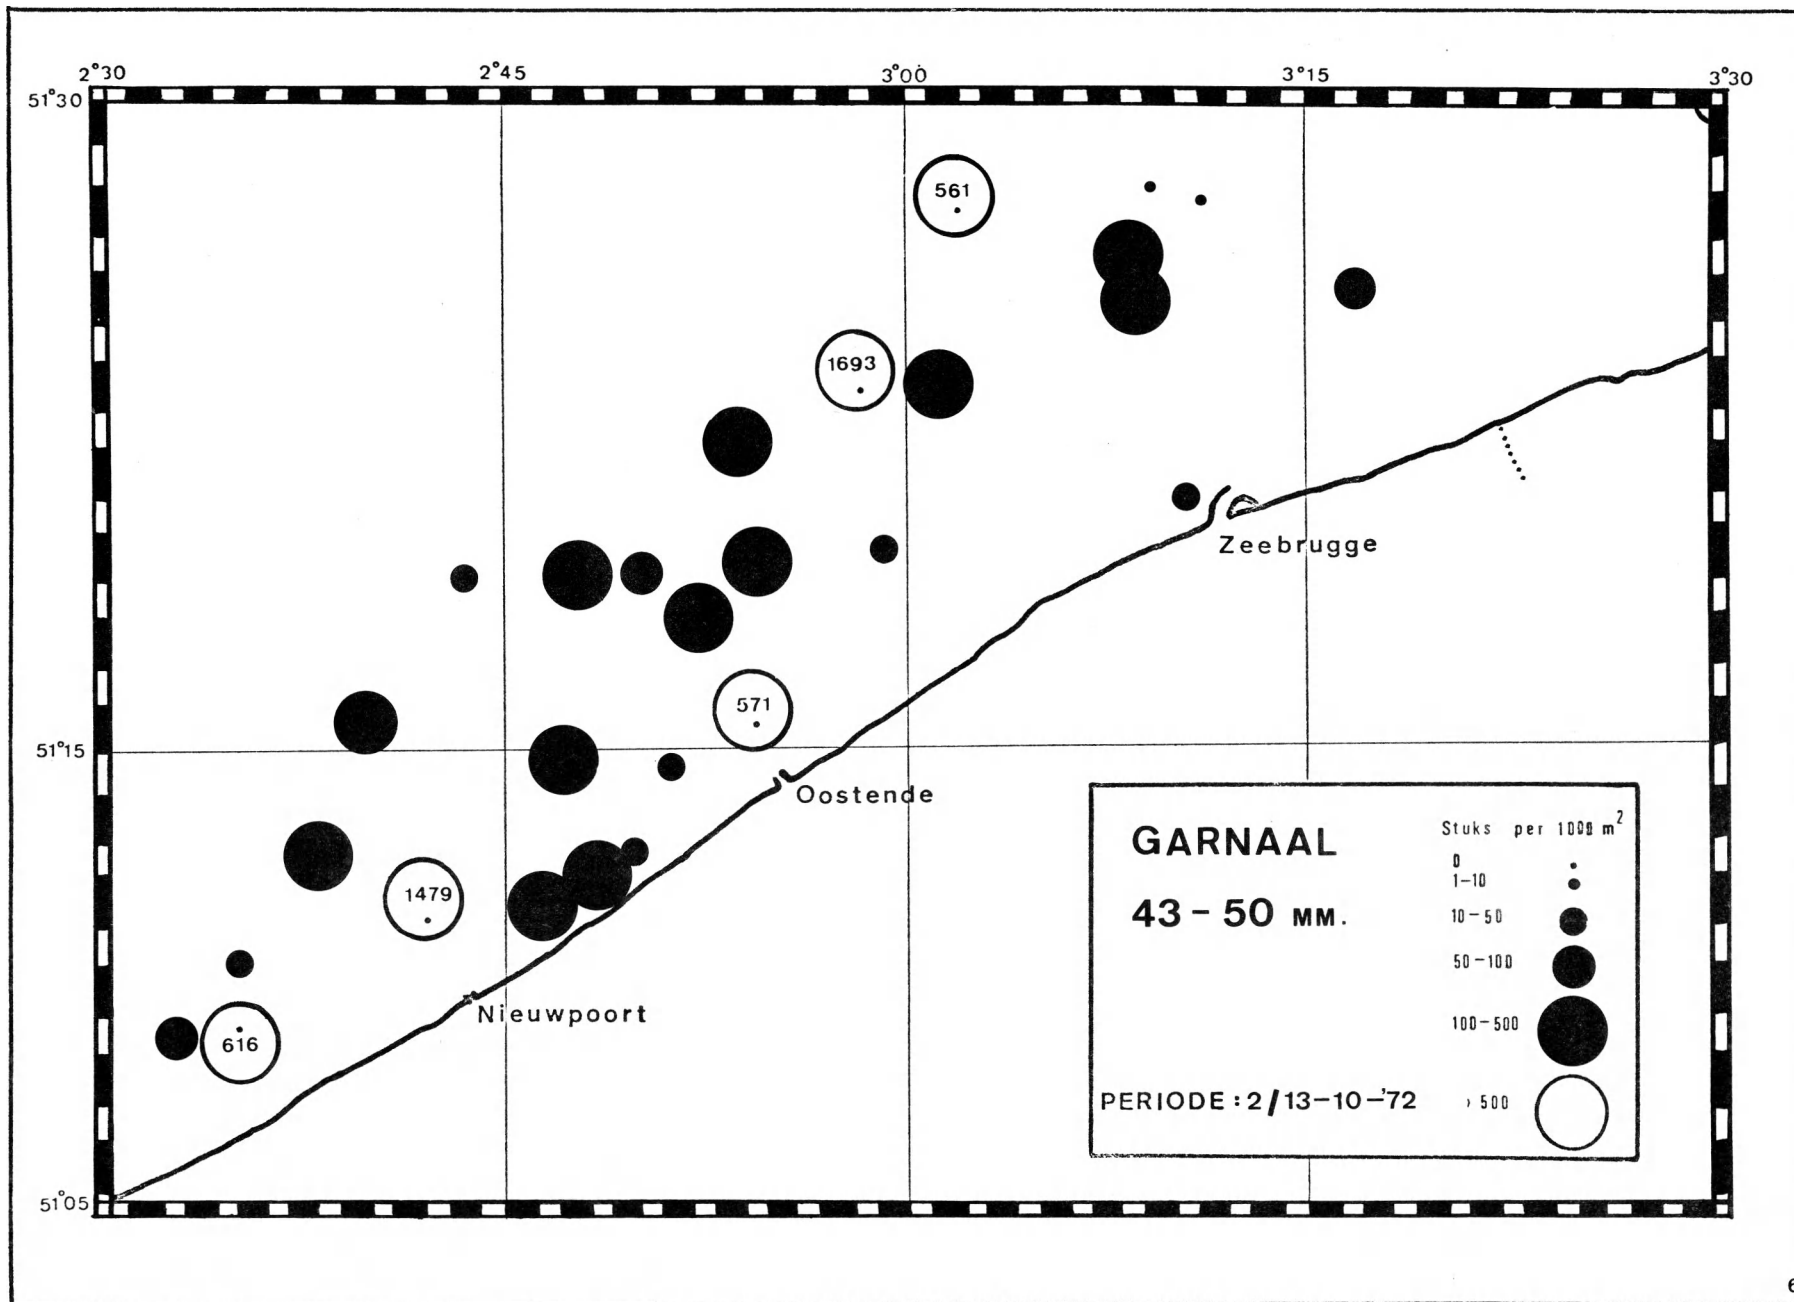 2°30 2°45 3°00 3°15 3°30
51°30
561
1693
Zeebrugge
571
51°15
Oostende
1479
Nieuwpoort
616
51°05
GARNAAL
43-50 MM.
PERIODE: 2/13-10-'72
Stuks per 1000 m²
0
1-10
10-50
50-100
100-500
› 500
6